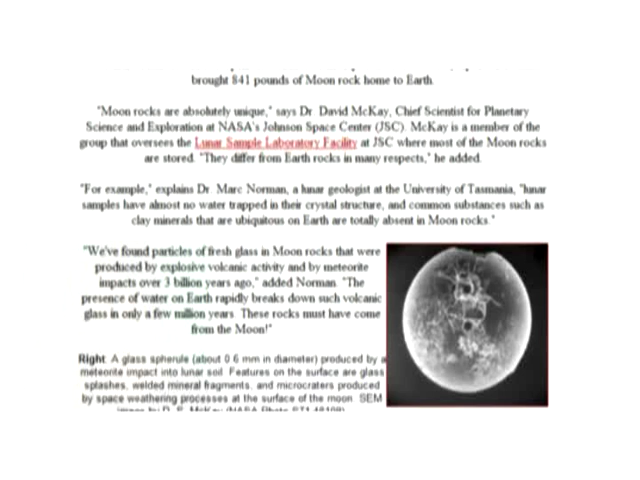 brought 841 pounds of Moon rock home to Earth.
"Moon rocks are absolutely unique," says Dr. David McKay, Chief Scientist for Planetary
Science and Exploration at NASA's Johnson Space Center (JSC). McKay is a member of the
group that oversees the Lunar Sample Laboratory Facility at JSC where most of the Moon rocks
are stored. "They differ from Earth rocks in many respects," he added.
"For example," explains Dr. Marc Norman, a lunar geologist at the University of Tasmania, "lunar
samples have almost no water trapped in their crystal structure, and common substances such as
clay minerals that are ubiquitous on Earth are totally absent in Moon rocks."
"We've found particles of fresh glass in Moon rocks that were
produced by explosive volcanic activity and by meteorite
impacts over 3 billion years ago," added Norman. "The
presence of water on Earth rapidly breaks down such volcanic
glass in only a few million years. These rocks must have come
from the Moon!"
Right: A glass spherule (about 0.6 mm in diameter) produced by a
meteorite impact into lunar soil. Features on the surface are glass
splashes, welded mineral fragments, and microcraters produced
by space weathering processes at the surface of the moon. SEM